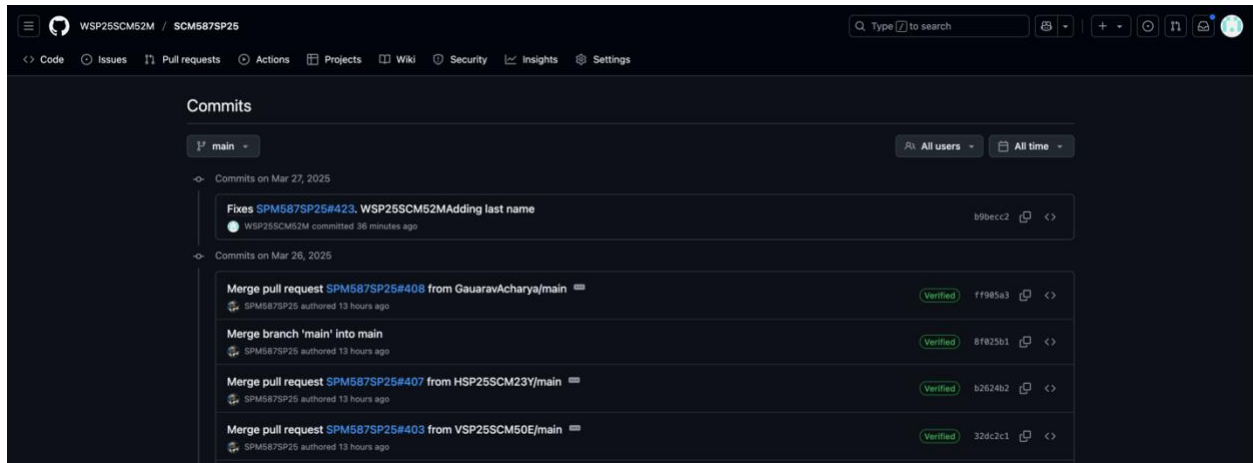 WSP25SCM52M / SCM587SP25
Type / to search
Code Issues Pull requests Actions Projects Wiki Security Insights Settings
Commits
main
All users All time
Commits on Mar 27, 2025
Fixes SPM587SP25#423. WSP25SCM52MAdding last name
b9becc2
WSP25SCM52M committed 36 minutes ago
Commits on Mar 26, 2025
Merge pull request SPM587SP25#408 from GauaravAcharya/main
Verified ff905a3
SPM587SP25 authored 13 hours ago
Merge branch 'main' into main
Verified 8f025b1
SPM587SP25 authored 13 hours ago
Merge pull request SPM587SP25#407 from HSP25SCM23Y/main
Verified b2624b2
SPM587SP25 authored 13 hours ago
Merge pull request SPM587SP25#403 from VSP25SCM50E/main
Verified 32dc2c1
SPM587SP25 authored 13 hours ago